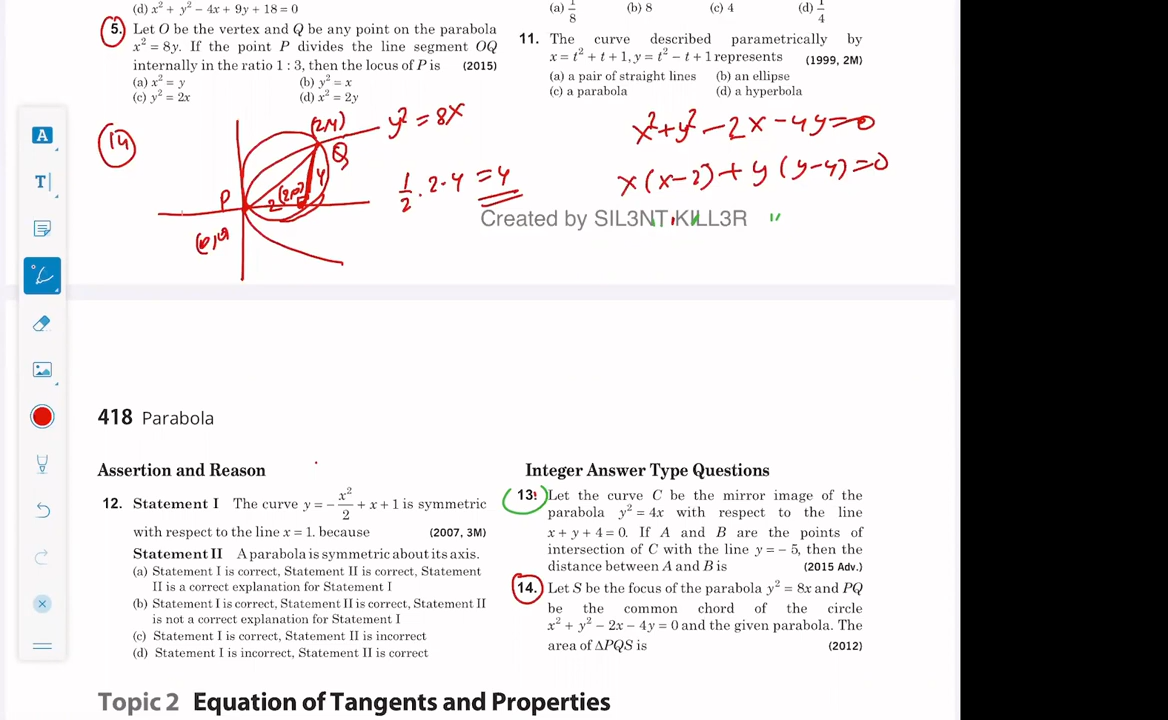 (d) x² + y² − 4x + 9y + 18 = 0
5. Let O be the vertex and Q be any point on the parabola
x² = 8y. If the point P divides the line segment OQ
internally in the ratio 1 : 3, then the locus of P is (2015)
(a) x² = y (b) y² = x
(c) y² = 2x (d) x² = 2y
(a) 1/8 (b) 8 (c) 4 (d) 1/4
11. The curve described parametrically by
x = t² + t + 1, y = t² − t + 1 represents (1999, 2M)
(a) a pair of straight lines (b) an ellipse
(c) a parabola (d) a hyperbola
14
(2,4)
y² = 8x
Q
P
4
2
(2,0)
1/2 · 2 · 4 = 4
x² + y² − 2x − 4y = 0
x(x−2) + y(y−4) = 0
Created by SIL3NT KILL3R
418 Parabola
Assertion and Reason
12. Statement I The curve y = − x²/2 + x + 1 is symmetric
with respect to the line x = 1. because (2007, 3M)
Statement II A parabola is symmetric about its axis.
(a) Statement I is correct, Statement II is correct, Statement
II is a correct explanation for Statement I
(b) Statement I is correct, Statement II is correct, Statement II
is not a correct explanation for Statement I
(c) Statement I is correct, Statement II is incorrect
(d) Statement I is incorrect, Statement II is correct
Integer Answer Type Questions
13. Let the curve C be the mirror image of the
parabola y² = 4x with respect to the line
x + y + 4 = 0. If A and B are the points of
intersection of C with the line y = − 5, then the
distance between A and B is (2015 Adv.)
14. Let S be the focus of the parabola y² = 8x and PQ
be the common chord of the circle
x² + y² − 2x − 4y = 0 and the given parabola. The
area of ΔPQS is (2012)
Topic 2 Equation of Tangents and Properties
A
T